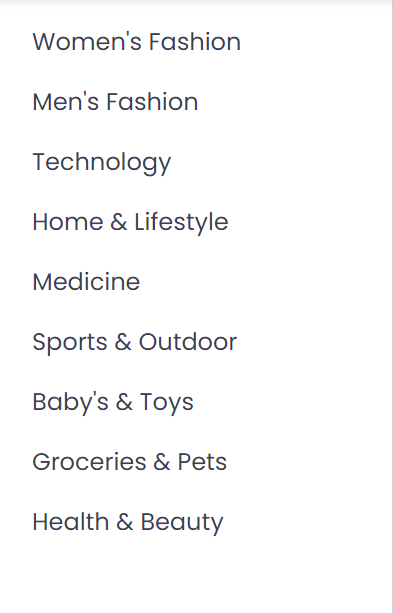 Women's Fashion
Men's Fashion
Technology
Home & Lifestyle
Medicine
Sports & Outdoor
Baby's & Toys
Groceries & Pets
Health & Beauty